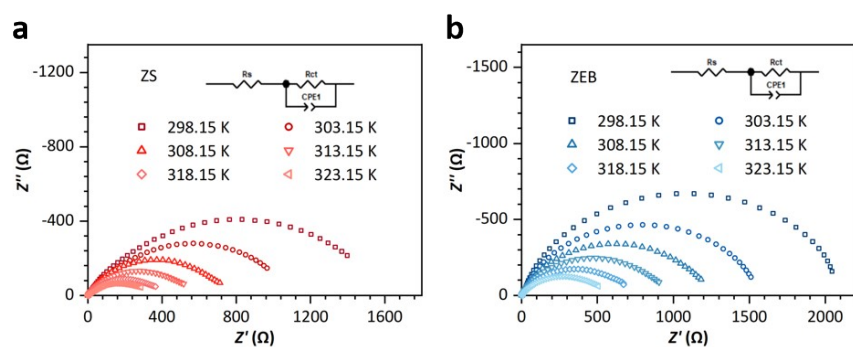 a
ZS
Rs
Rct
CPE1
298.15 K
303.15 K
308.15 K
313.15 K
318.15 K
323.15 K
-1200
-800
-400
0
Z'' (Ω)
0
400
800
1200
1600
Z' (Ω)
b
ZEB
Rs
Rct
CPE1
298.15 K
303.15 K
308.15 K
313.15 K
318.15 K
323.15 K
-1500
-1000
-500
0
Z'' (Ω)
0
500
1000
1500
2000
Z' (Ω)